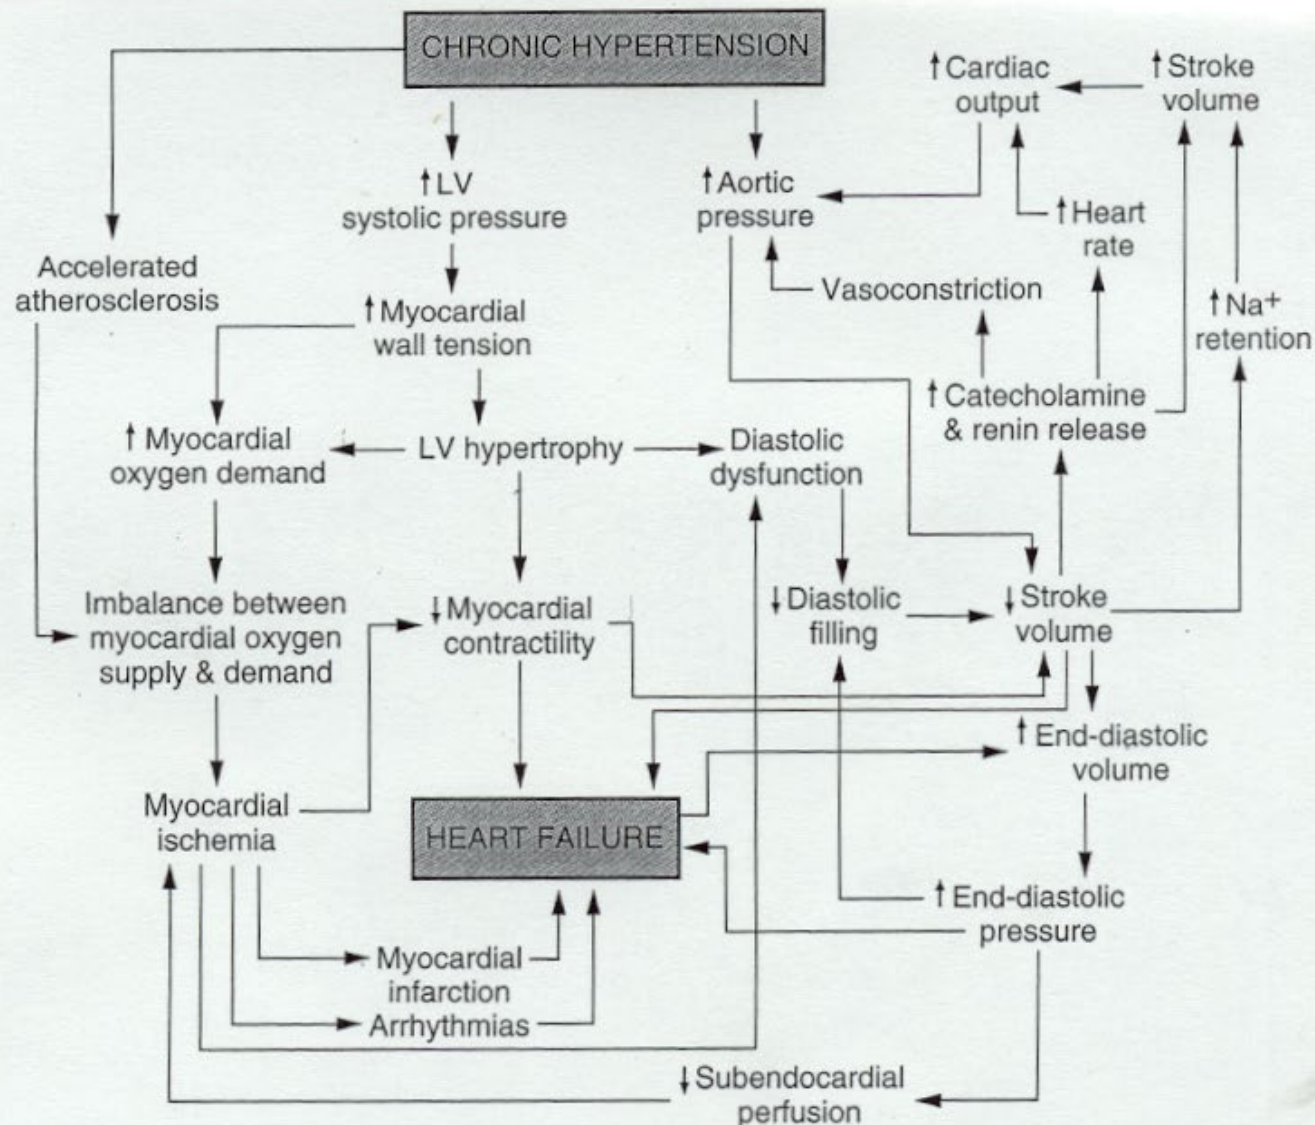 CHRONIC HYPERTENSION
↑Cardiac
output
↑Stroke
volume
↑LV
systolic pressure
↑Aortic
pressure
↑Heart
rate
Accelerated
atherosclerosis
Vasoconstriction
↑Na⁺
retention
↑Myocardial
wall tension
↑Catecholamine
& renin release
↑Myocardial
oxygen demand
LV hypertrophy
Diastolic
dysfunction
Imbalance between
myocardial oxygen
supply & demand
↓Myocardial
contractility
↓Diastolic
filling
↓Stroke
volume
↑End-diastolic
volume
Myocardial
ischemia
HEART FAILURE
↑End-diastolic
pressure
Myocardial
infarction
Arrhythmias
↓Subendocardial
perfusion